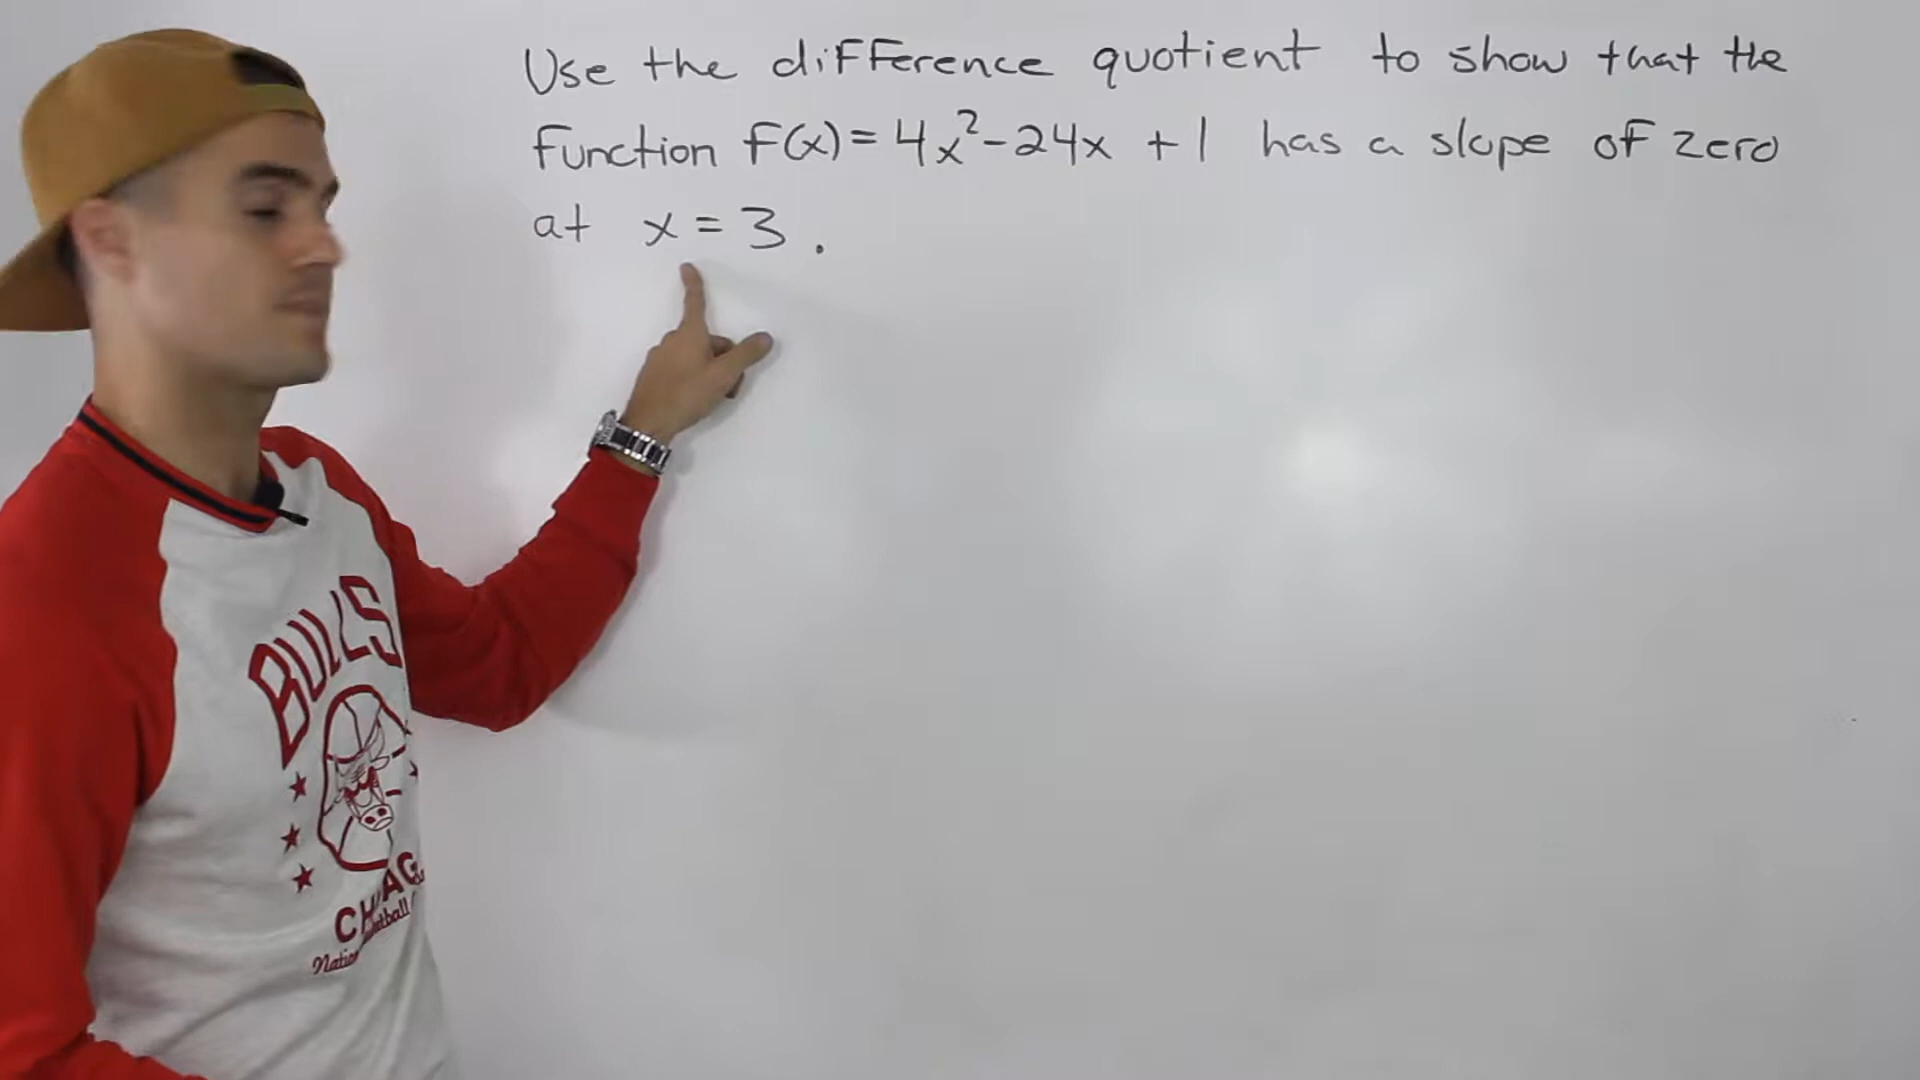 Use the difference quotient to show that the
function f(x) = 4x² - 24x + 1 has a slope of zero
at x = 3 .
BULLS